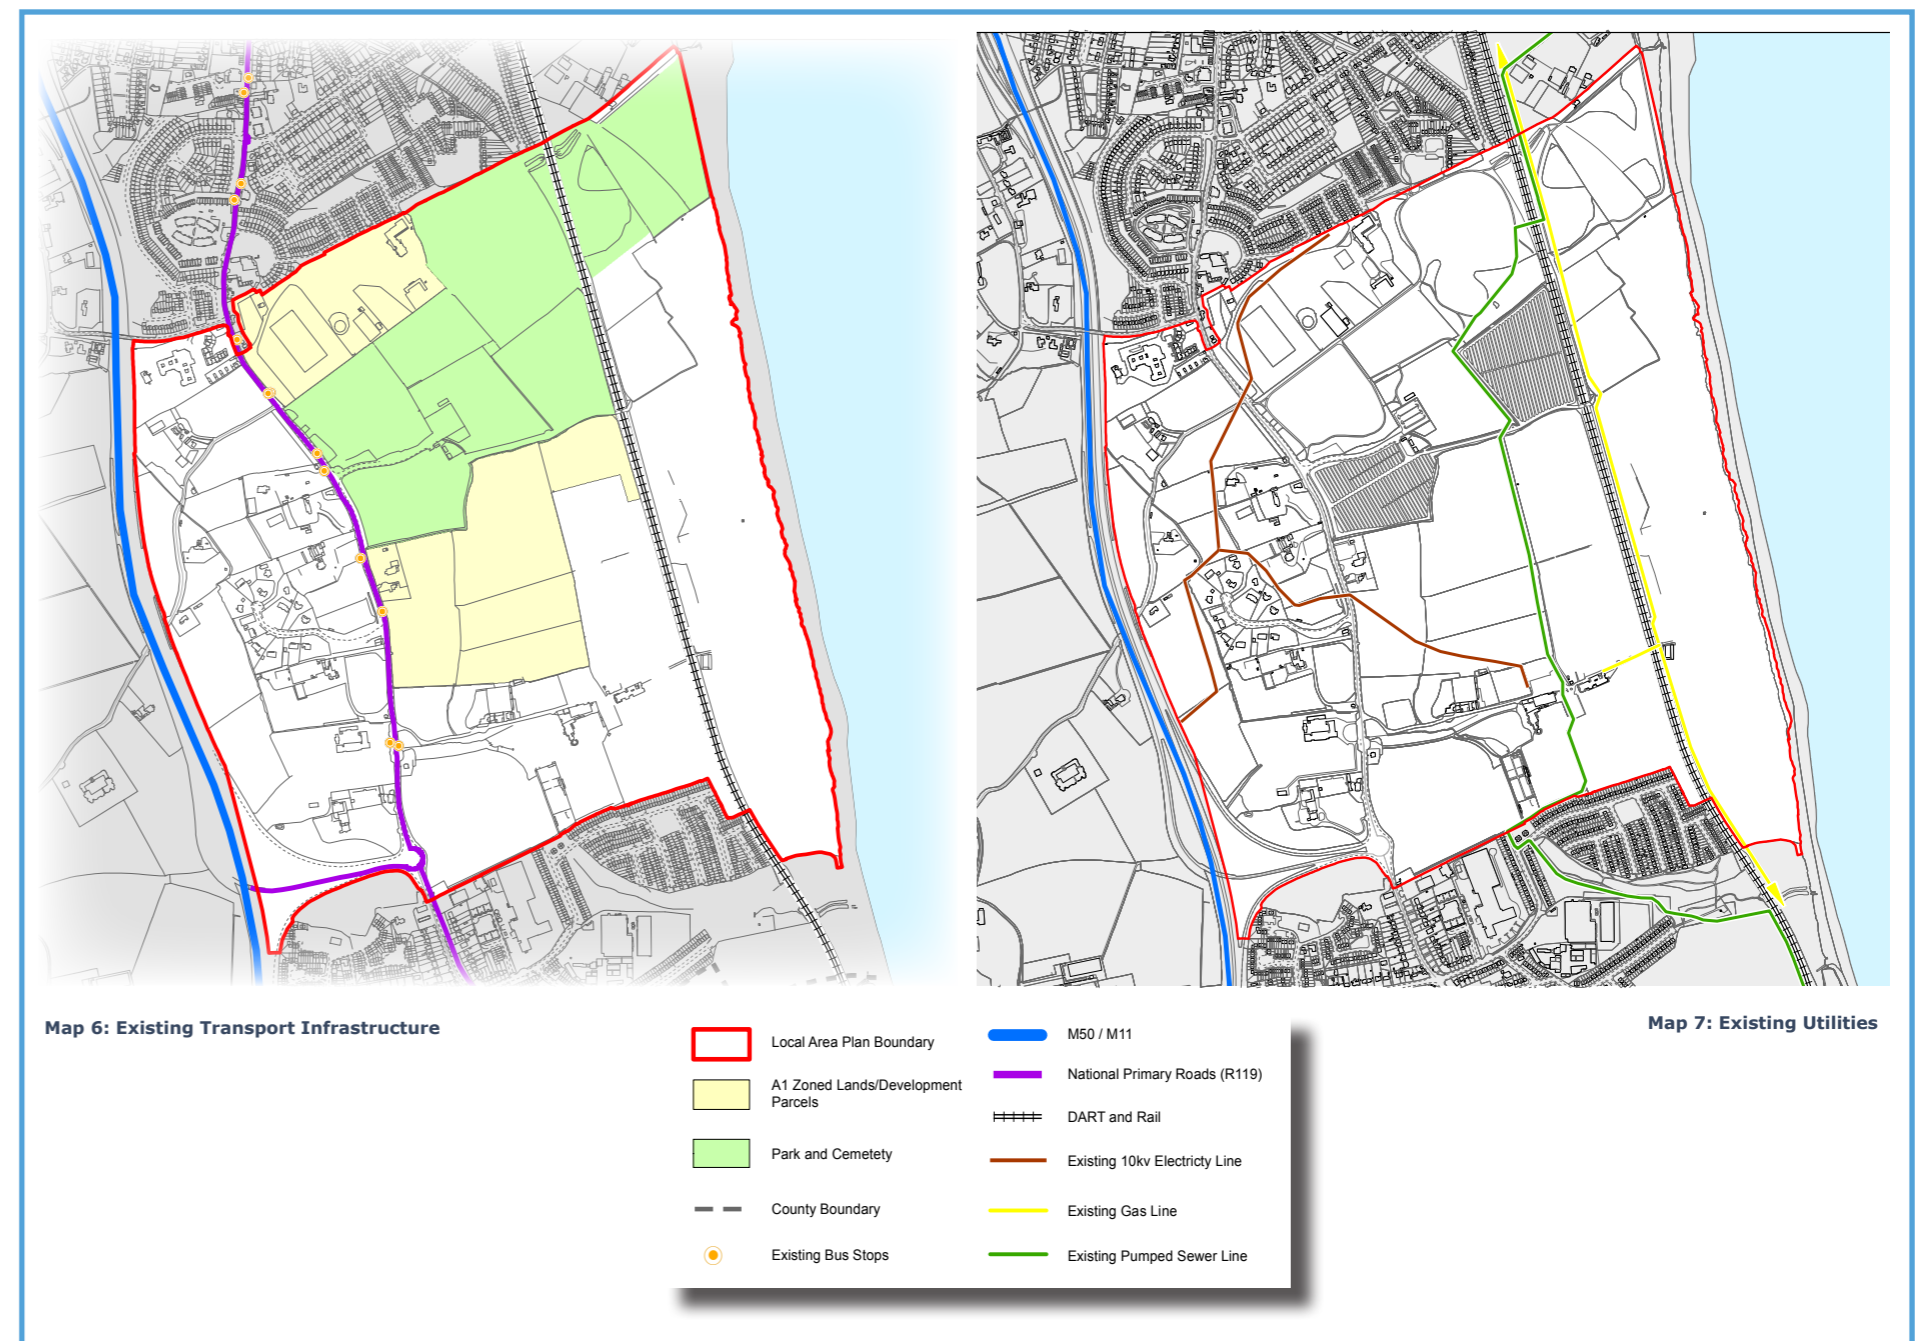 Map 6: Existing Transport Infrastructure
Map 7: Existing Utilities
Local Area Plan Boundary
A1 Zoned Lands/Development
Parcels
Park and Cemetety
County Boundary
Existing Bus Stops
M50 / M11
National Primary Roads (R119)
DART and Rail
Existing 10kv Electricty Line
Existing Gas Line
Existing Pumped Sewer Line